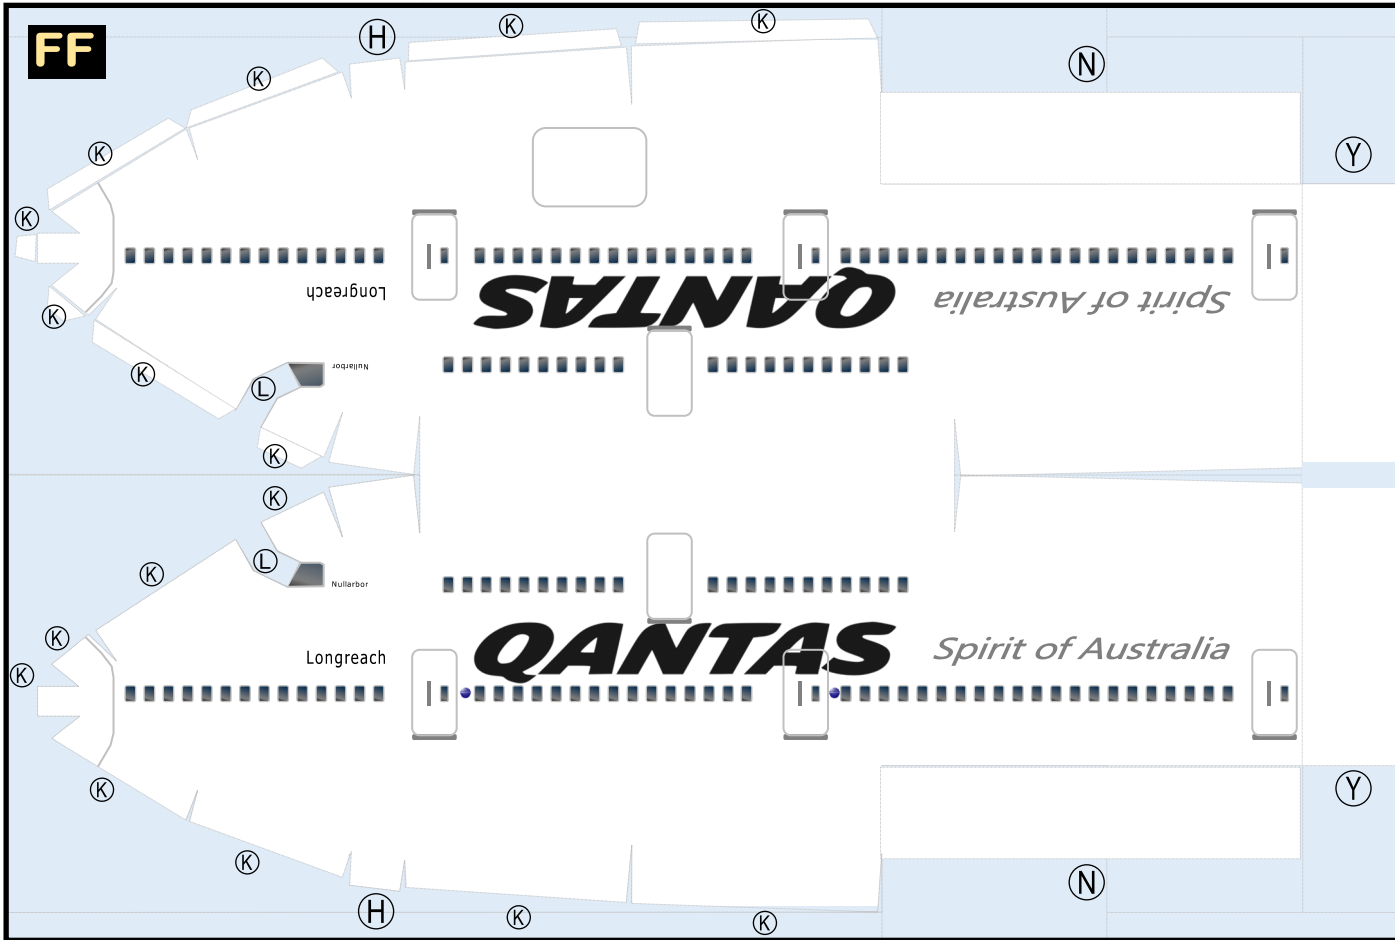 FF
K
H
K
K
N
K
K
Y
K
Longreach
QANTAS
Spirit of Australia
K
Nullarbor
K
L
K
K
L
K
Nullarbor
K
QANTAS
Spirit of Australia
Longreach
K
K
Y
K
N
H
K
K